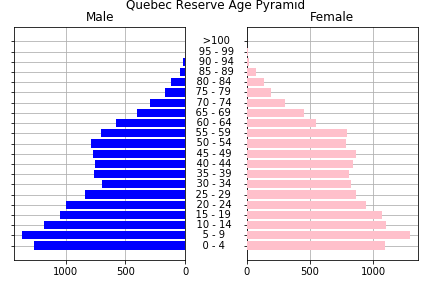 Quebec Reserve Age Pyramid
Male Female
>100
95 - 99
90 - 94
85 - 89
80 - 84
75 - 79
70 - 74
65 - 69
60 - 64
55 - 59
50 - 54
45 - 49
40 - 44
35 - 39
30 - 34
25 - 29
20 - 24
15 - 19
10 - 14
5 - 9
0 - 4
1000 500 0 0 500 1000